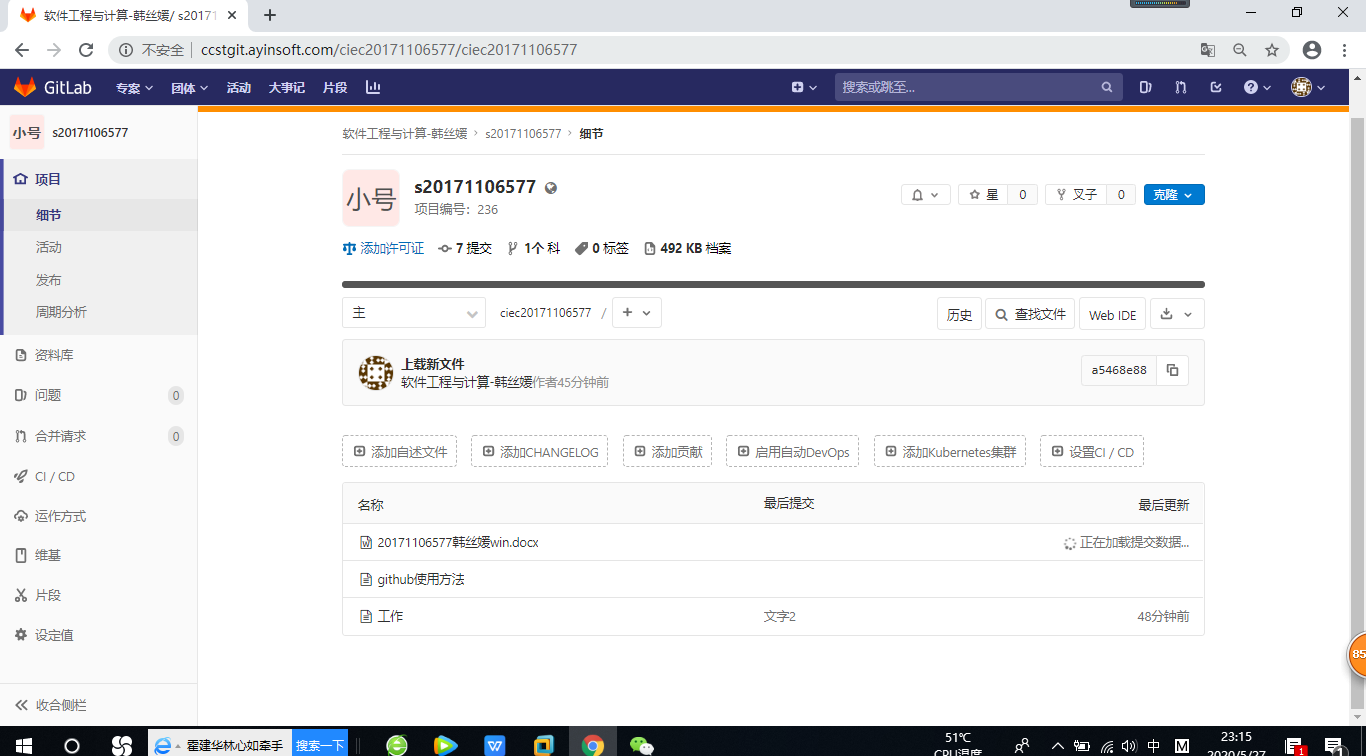 软件工程与计算-韩丝媛/ s20171
不安全 ccstgit.ayinsoft.com/ciec20171106577/ciec20171106577
GitLab 专案 团体 活动 大事记 片段 搜索或跳至...
小号 s20171106577
项目
细节
活动
发布
周期分析
资料库
问题 0
合并请求 0
CI / CD
运作方式
维基
片段
设定值
收合侧栏
软件工程与计算-韩丝媛 › s20171106577 › 细节
小号
s20171106577
项目编号：236
星 0 叉子 0 克隆
添加许可证 7 提交 1个 科 0 标签 492 KB 档案
主 ciec20171106577 / + 历史 查找文件 Web IDE
上载新文件
软件工程与计算-韩丝媛作者45分钟前
a5468e88
添加自述文件 添加CHANGELOG 添加贡献 启用自动DevOps 添加Kubernetes集群 设置CI / CD
名称 最后提交 最后更新
20171106577韩丝媛win.docx 正在加载提交数据...
github使用方法
工作 文字2 48分钟前
85
霍建华林心如牵手 搜索一下
51°C
CPU温度
中 M
23:15
2020/5/27
1